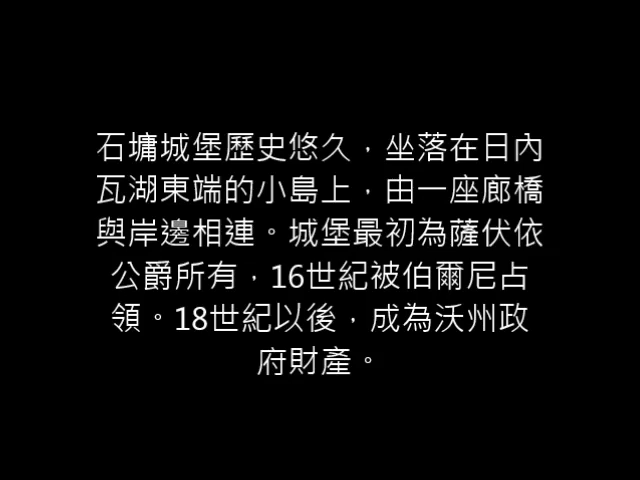 石墉城堡歷史悠久，坐落在日內
瓦湖東端的小島上，由一座廊橋
與岸邊相連。城堡最初為薩伏依
公爵所有，16世紀被伯爾尼占
領。18世紀以後，成為沃州政
府財產。